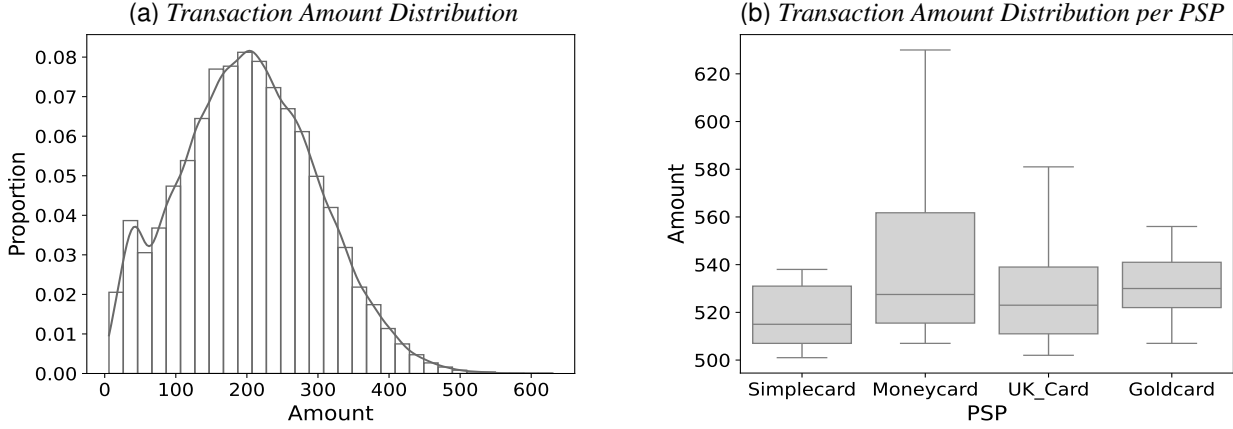 (a) Transaction Amount Distribution
Proportion
0.08
0.07
0.06
0.05
0.04
0.03
0.02
0.01
0.00
0 100 200 300 400 500 600
Amount
(b) Transaction Amount Distribution per PSP
Amount
620
600
580
560
540
520
500
Simplecard Moneycard UK_Card Goldcard
PSP